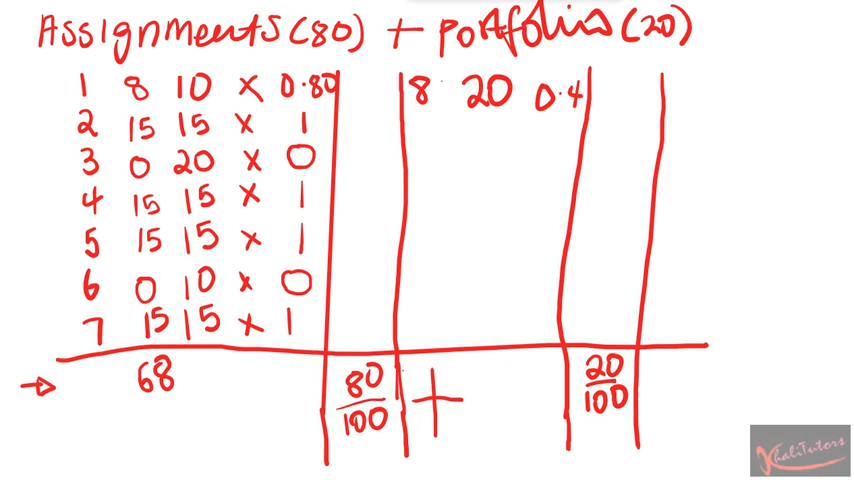 Assignments(80) + Portfolis(20)
1 8 10 x 0.80 8 20 0.4
2 15 15 x 1
3 0 20 x 0
4 15 15 x 1
5 15 15 x 1
6 0 10 x 0
7 15 15 x 1
→ 68 80/100 + 20/100
KhaliTutors